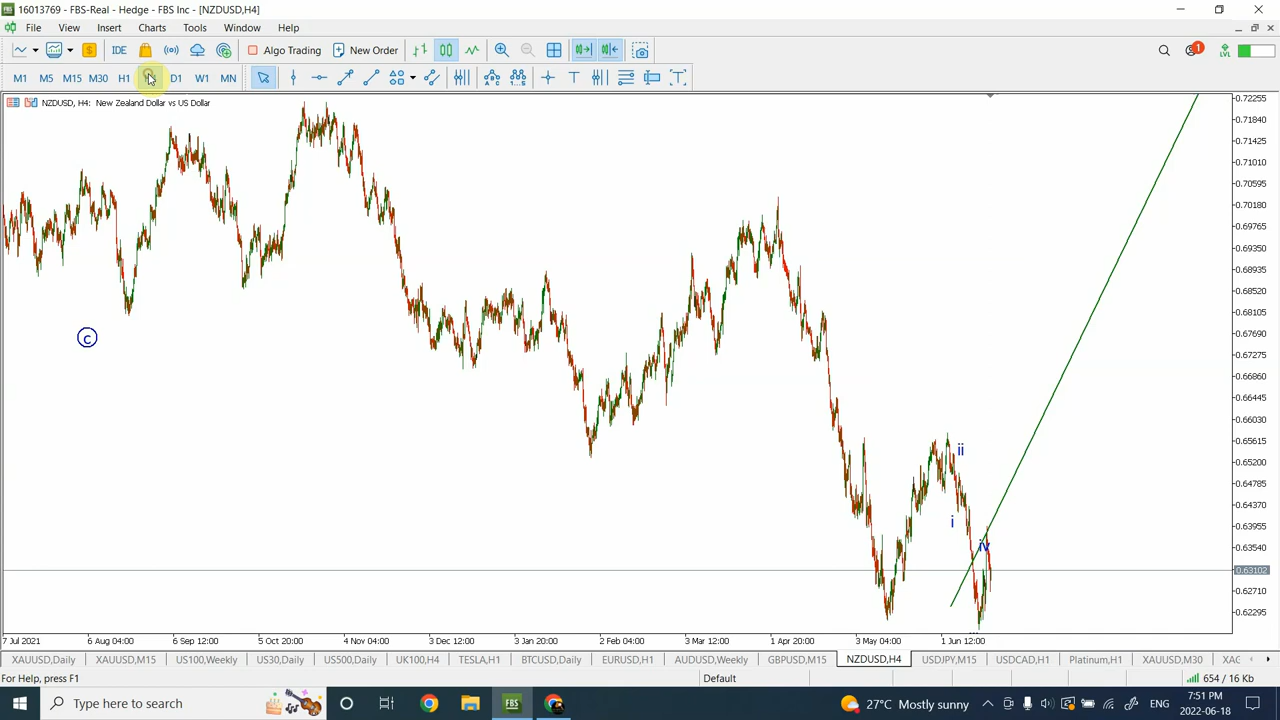 16013769 - FBS-Real - Hedge - FBS Inc - [NZDUSD,H4]
File View Insert Charts Tools Window Help
IDE Algo Trading New Order 1 LVL
M1 M5 M15 M30 H1 D1 W1 MN
NZDUSD, H4: New Zealand Dollar vs US Dollar
0.72255
0.71840
0.71425
0.71010
0.70595
0.70180
0.69765
0.69350
0.68935
0.68520
0.68105
c
0.67275
0.66860
0.66445
0.66030
ii
0.65615
0.65200
0.64785
0.64370
i
0.63955
iv
0.63540
0.63102
0.62710
0.62295
7 Jul 2021 6 Aug 04:00 6 Sep 12:00 5 Oct 20:00 4 Nov 04:00 3 Dec 12:00 3 Jan 20:00 2 Feb 04:00 3 Mar 12:00 1 Apr 20:00 3 May 04:00 1 Jun 12:00
XAUUSD,Daily XAUUSD,M15 US100,Weekly US30,Daily US500,Daily UK100,H4 TESLA,H1 BTCUSD,Daily EURUSD,H1 AUDUSD,Weekly GBPUSD,M15 NZDUSD,H4 USDJPY,M15 USDCAD,H1 Platinum,H1 XAUUSD,M30 XAC
For Help, press F1 Default 654 / 16 Kb
Type here to search 27°C Mostly sunny ENG 7:51 PM
2022-06-18